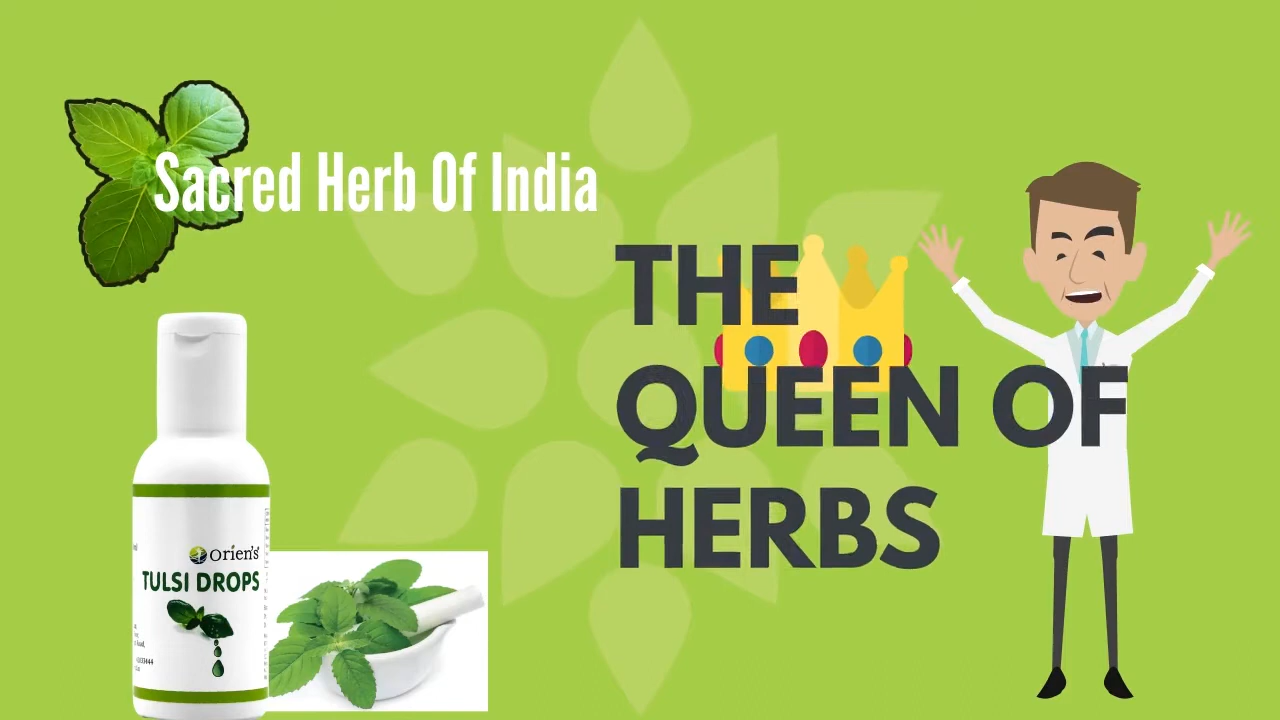 Sacred Herb Of India
THE
QUEEN OF
HERBS
Orien's
TULSI DROPS